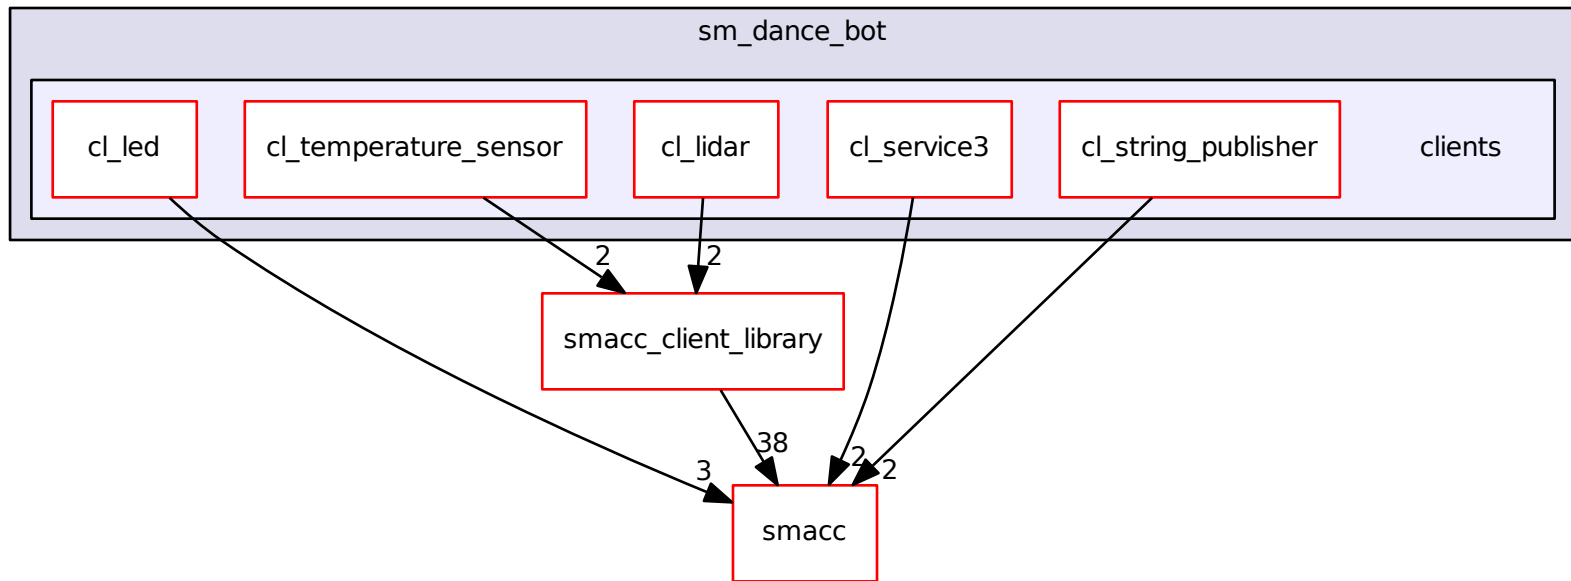 sm_dance_bot
cl_led
cl_temperature_sensor
cl_lidar
cl_service3
cl_string_publisher
clients
2
2
smacc_client_library
38
2
2
3
smacc